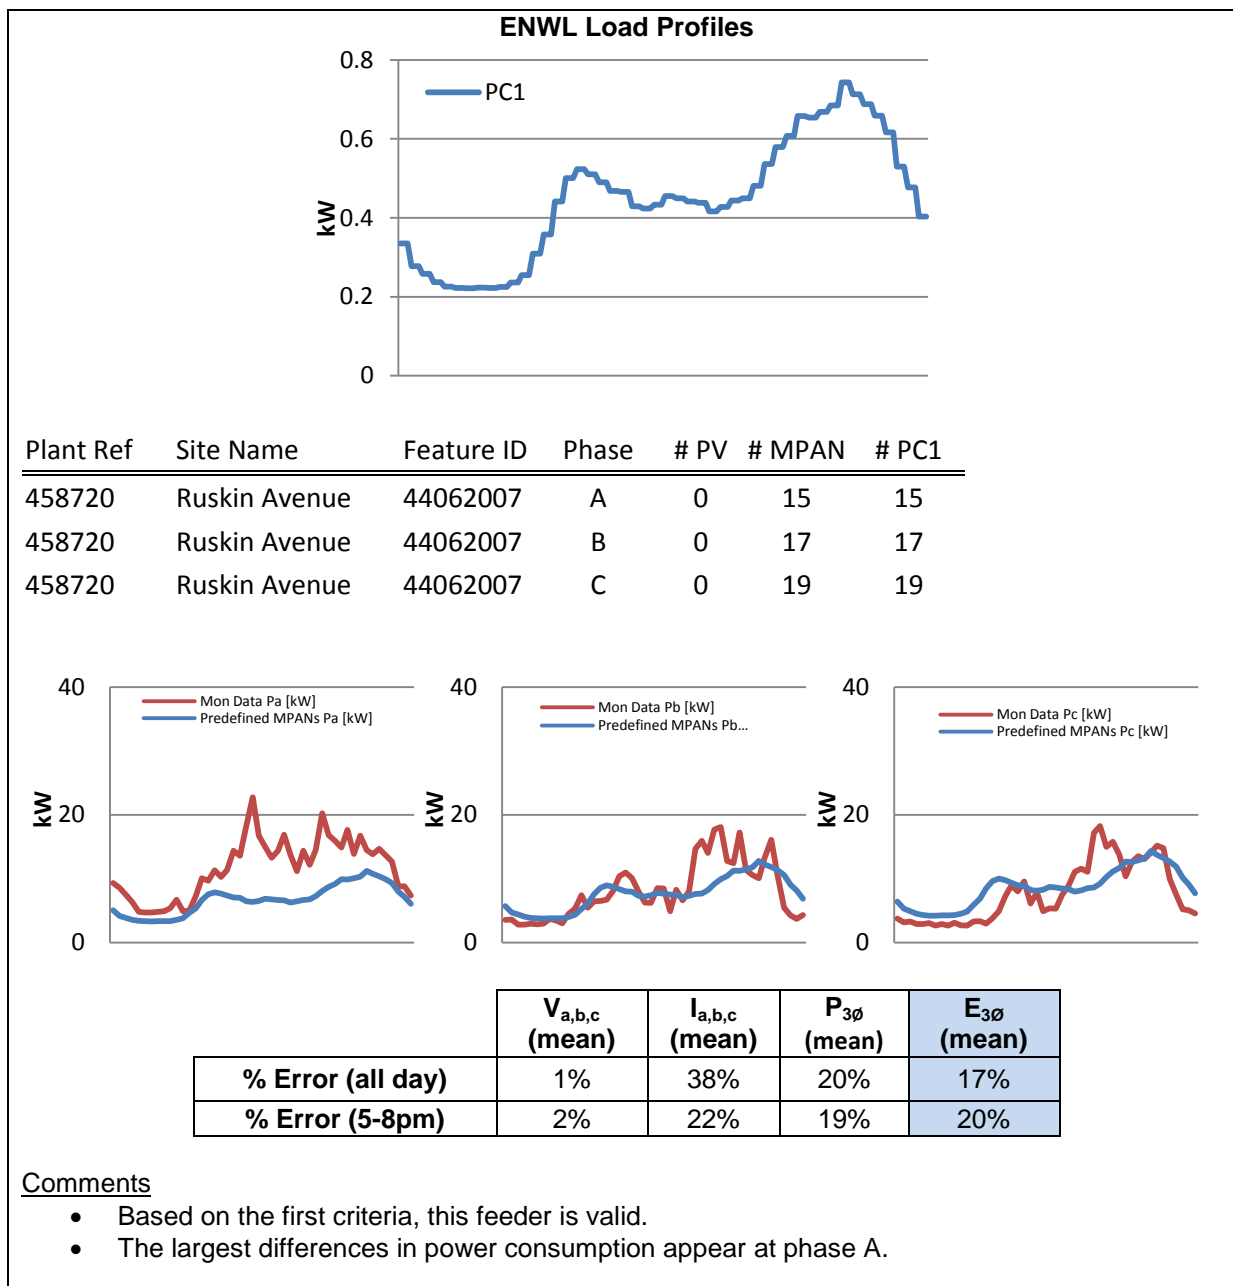 ENWL Load Profiles
0.8
PC1
0.6
kW
0.4
0.2
0
Plant Ref Site Name Feature ID Phase # PV # MPAN # PC1
458720 Ruskin Avenue 44062007 A 0 15 15
458720 Ruskin Avenue 44062007 B 0 17 17
458720 Ruskin Avenue 44062007 C 0 19 19
40
Mon Data Pa [kW]
Predefined MPANs Pa [kW]
kW
20
0
40
Mon Data Pb [kW]
Predefined MPANs Pb...
kW
20
0
40
Mon Data Pc [kW]
Predefined MPANs Pc [kW]
kW
20
0
Va,b,c (mean) Ia,b,c (mean) P3ø (mean) E3ø (mean)
% Error (all day) 1% 38% 20% 17%
% Error (5-8pm) 2% 22% 19% 20%
Comments
• Based on the first criteria, this feeder is valid.
• The largest differences in power consumption appear at phase A.